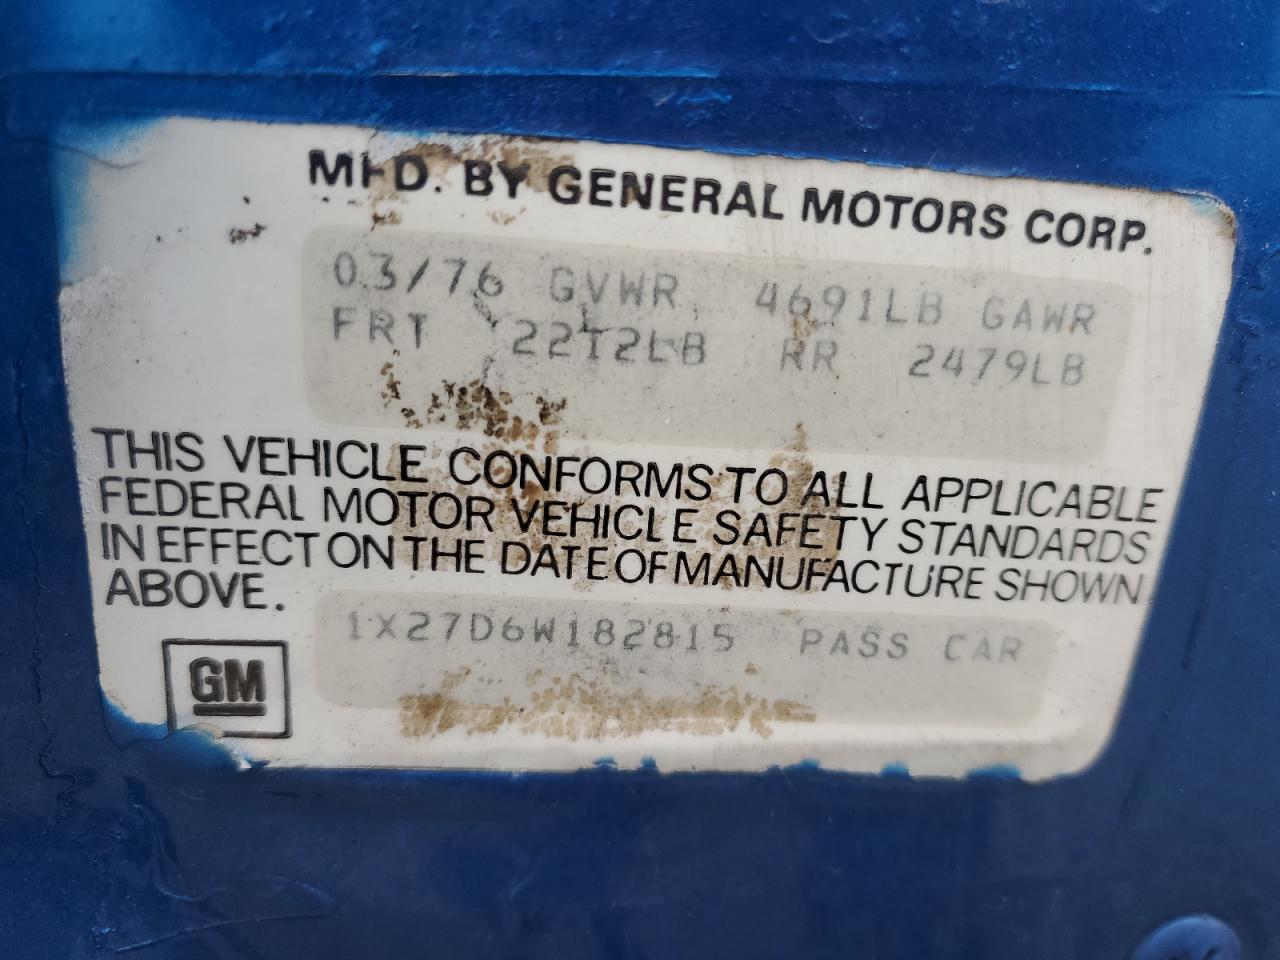 MFD. BY GENERAL MOTORS CORP.
03/76 GVWR 4691LB GAWR
FRT 2212LB RR 2479LB
THIS VEHICLE CONFORMS TO ALL APPLICABLE
FEDERAL MOTOR VEHICLE SAFETY STANDARDS
IN EFFECT ON THE DATE OF MANUFACTURE SHOWN
ABOVE.
1X27D6W182815 PASS CAR
GM